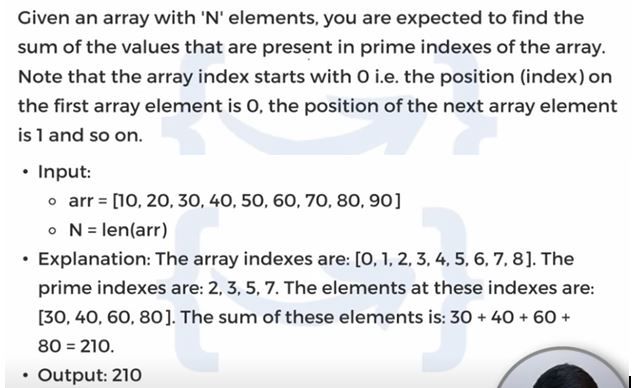 Given an array with 'N' elements, you are expected to find the
sum of the values that are present in prime indexes of the array.
Note that the array index starts with 0 i.e. the position (index) on
the first array element is 0, the position of the next array element
is 1 and so on.
• Input:
○ arr = [10, 20, 30, 40, 50, 60, 70, 80, 90]
○ N = len(arr)
• Explanation: The array indexes are: [0, 1, 2, 3, 4, 5, 6, 7, 8]. The
prime indexes are: 2, 3, 5, 7. The elements at these indexes are:
[30, 40, 60, 80]. The sum of these elements is: 30 + 40 + 60 +
80 = 210.
• Output: 210